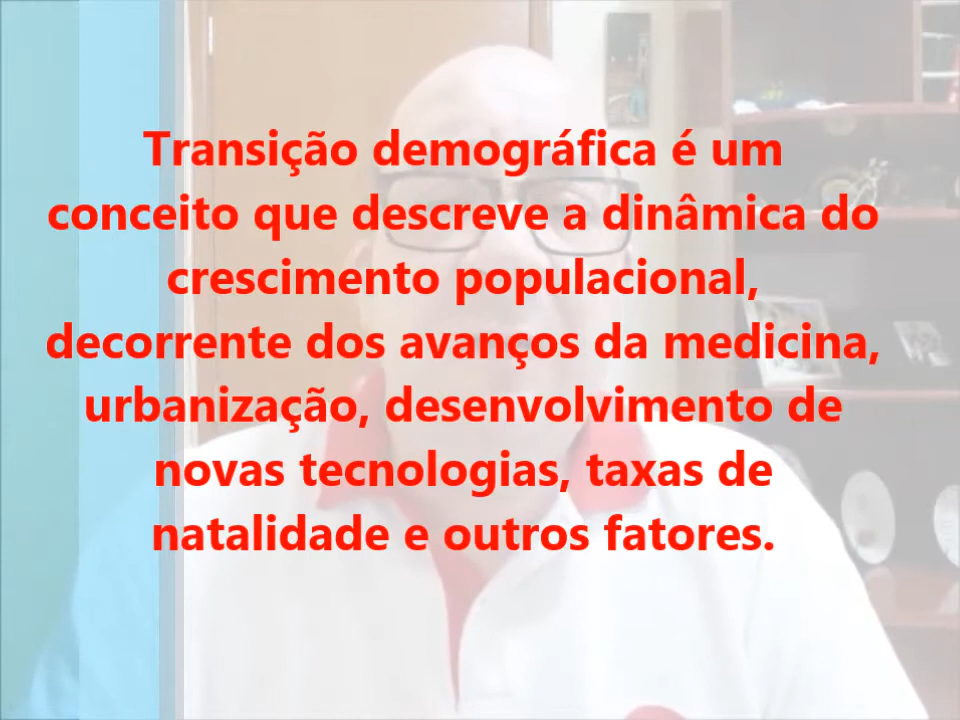 Transição demográfica é um
conceito que descreve a dinâmica do
crescimento populacional,
decorrente dos avanços da medicina,
urbanização, desenvolvimento de
novas tecnologias, taxas de
natalidade e outros fatores.